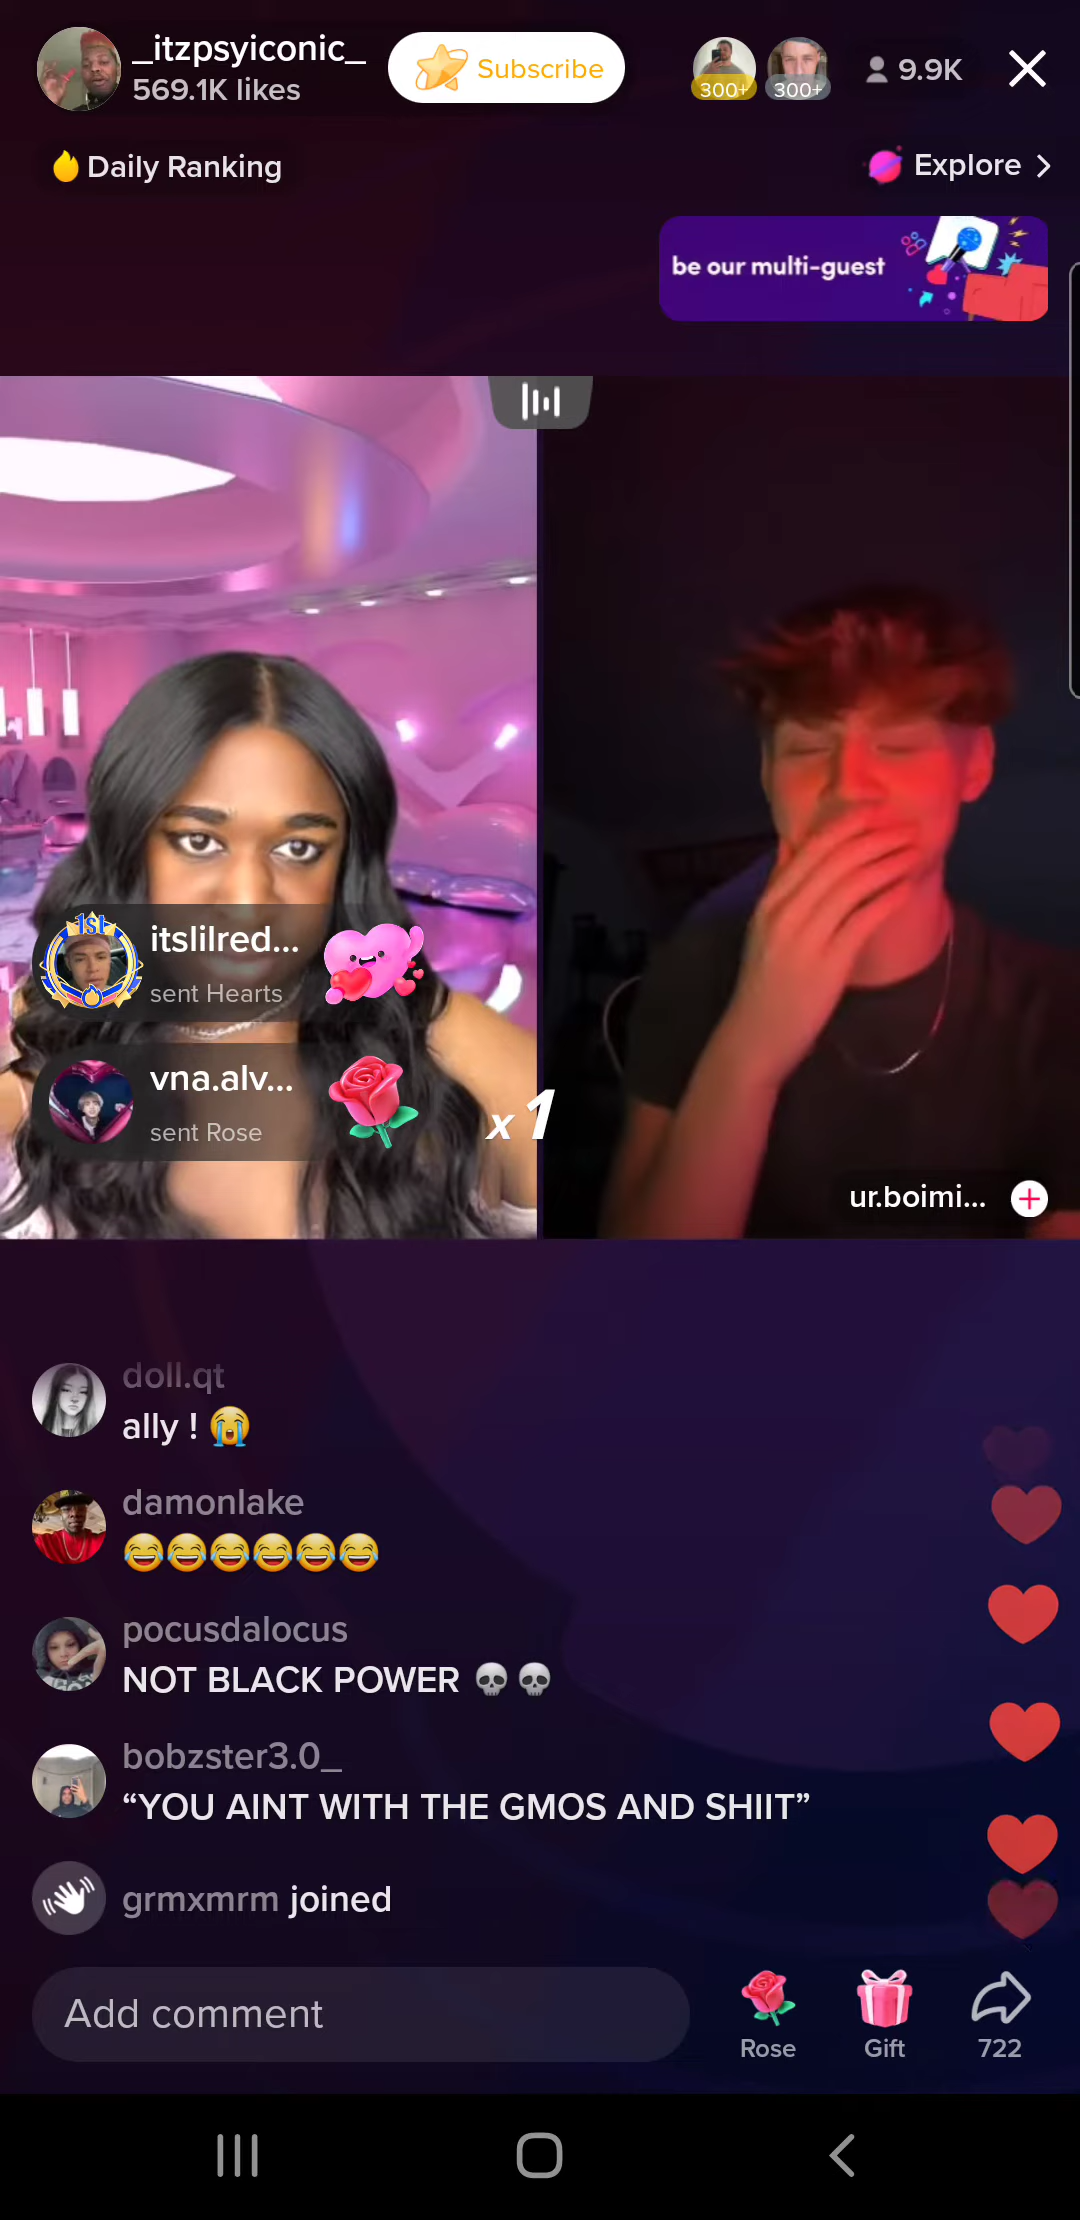 _itzpsyiconic_
569.1K likes
Subscribe
300+
300+
9.9K
Daily Ranking
Explore
be our multi-guest
itslilred...
sent Hearts
1ST
vna.alv...
sent Rose
x1
ur.boimi...
doll.qt
ally ! 😭
damonlake
😂😂😂😂😂😂
pocusdalocus
NOT BLACK POWER 💀💀
bobzster3.0_
“YOU AINT WITH THE GMOS AND SHIIT”
grmxmrm joined
Add comment
Rose
Gift
722